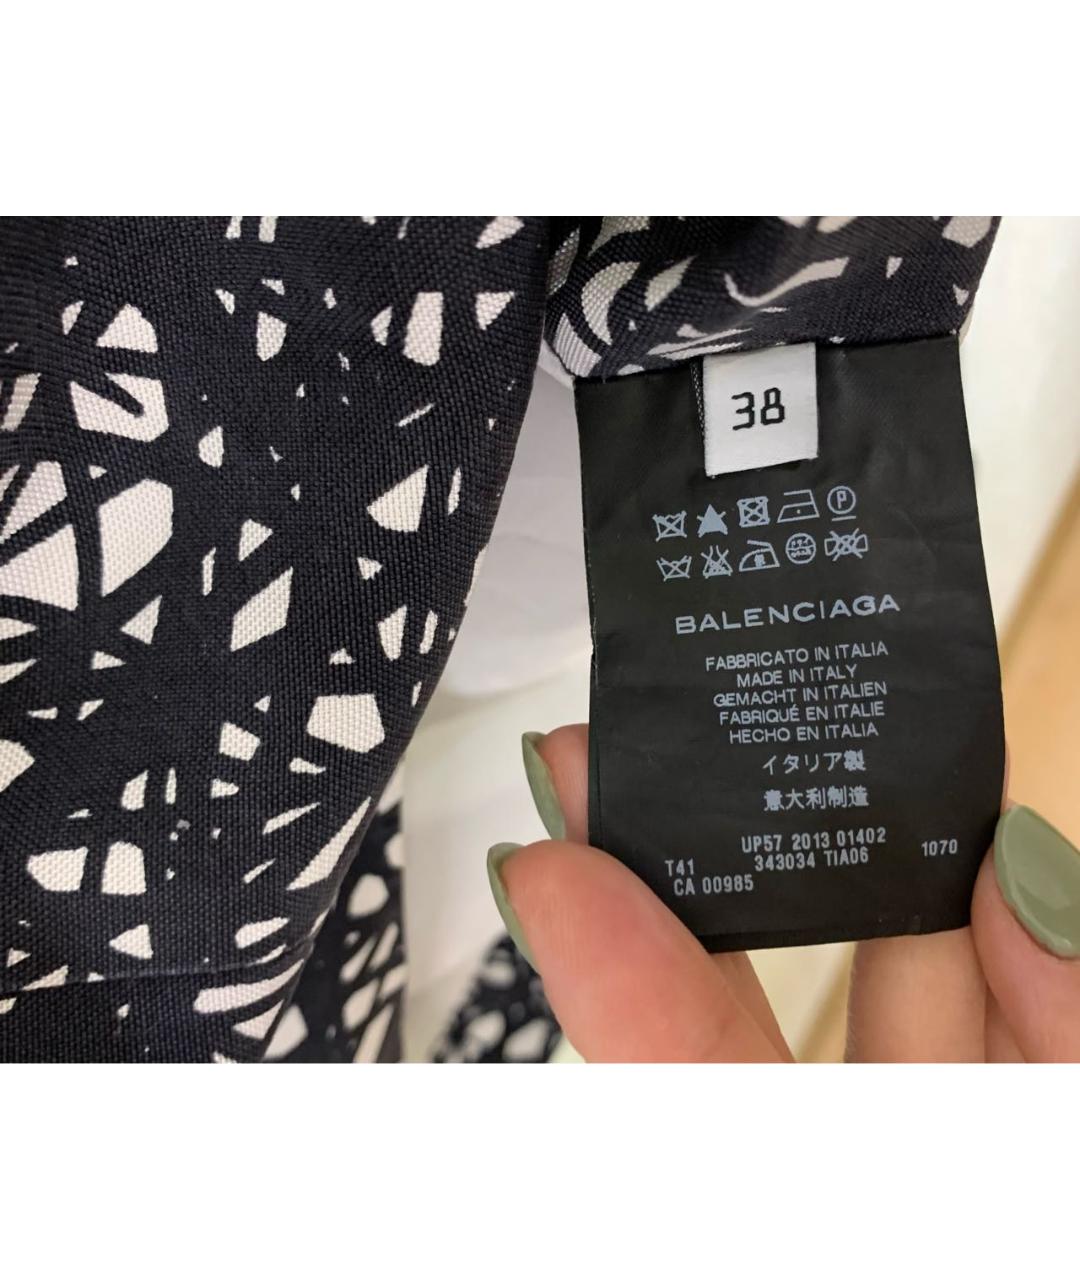 38
P
BALENCIAGA
FABBRICATO IN ITALIA
MADE IN ITALY
GEMACHT IN ITALIEN
FABRIQUÉ EN ITALIE
HECHO EN ITALIA
イタリア製
意大利制造
UP57 2013 01402
T41 343034 TIA06 1070
CA 00985